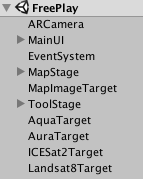 FreePlay
ARCamera
MainUI
EventSystem
MapStage
MapImageTarget
ToolStage
AquaTarget
AuraTarget
ICESat2Target
Landsat8Target